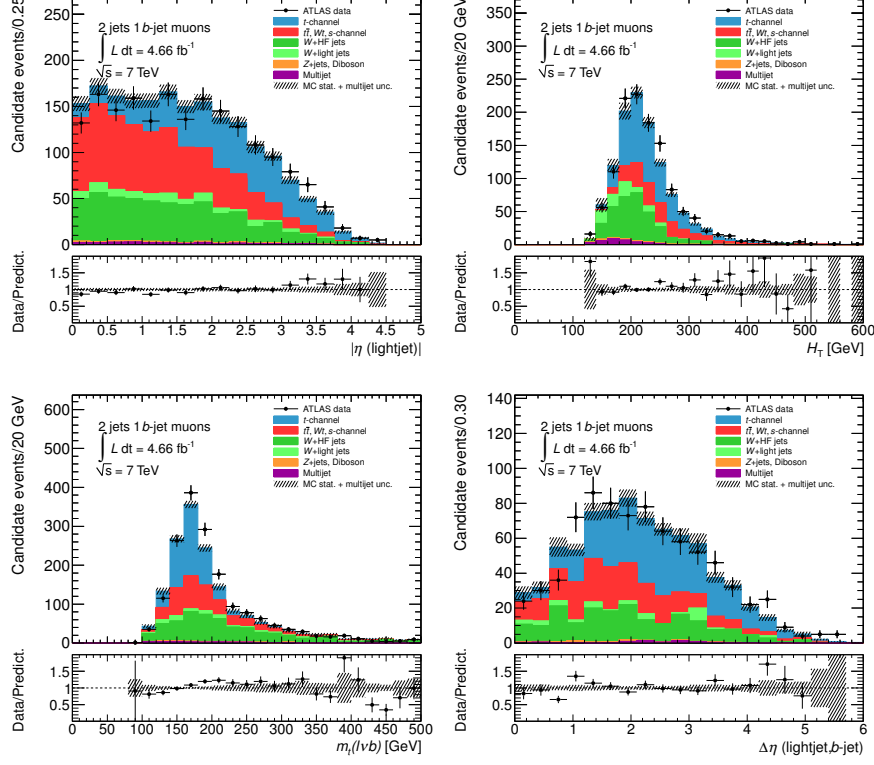 Candidate events/0.25
2 jets 1 b-jet muons
∫ L dt = 4.66 fb⁻¹
√s = 7 TeV
ATLAS data
t-channel
tt̄, Wt, s-channel
W+HF jets
W+light jets
Z+jets, Diboson
Multijet
MC stat. + multijet unc.
250
200
150
100
50
0
Data/Predict.
1.5
1
0.5
0 0.5 1 1.5 2 2.5 3 3.5 4 4.5 5
|η (lightjet)|
Candidate events/20 GeV
2 jets 1 b-jet muons
∫ L dt = 4.66 fb⁻¹
√s = 7 TeV
ATLAS data
t-channel
tt̄, Wt, s-channel
W+HF jets
W+light jets
Z+jets, Diboson
Multijet
MC stat. + multijet unc.
350
300
250
200
150
100
50
0
Data/Predict.
1.5
1
0.5
0 100 200 300 400 500 600
H_T [GeV]
Candidate events/20 GeV
2 jets 1 b-jet muons
∫ L dt = 4.66 fb⁻¹
√s = 7 TeV
ATLAS data
t-channel
tt̄, Wt, s-channel
W+HF jets
W+light jets
Z+jets, Diboson
Multijet
MC stat. + multijet unc.
600
500
400
300
200
100
0
Data/Predict.
1.5
1
0.5
0 50 100 150 200 250 300 350 400 450 500
m_t(lνb) [GeV]
Candidate events/0.30
2 jets 1 b-jet muons
∫ L dt = 4.66 fb⁻¹
√s = 7 TeV
ATLAS data
t-channel
tt̄, Wt, s-channel
W+HF jets
W+light jets
Z+jets, Diboson
Multijet
MC stat. + multijet unc.
140
120
100
80
60
40
20
0
Data/Predict.
1.5
1
0.5
0 1 2 3 4 5 6
Δη (lightjet,b-jet)